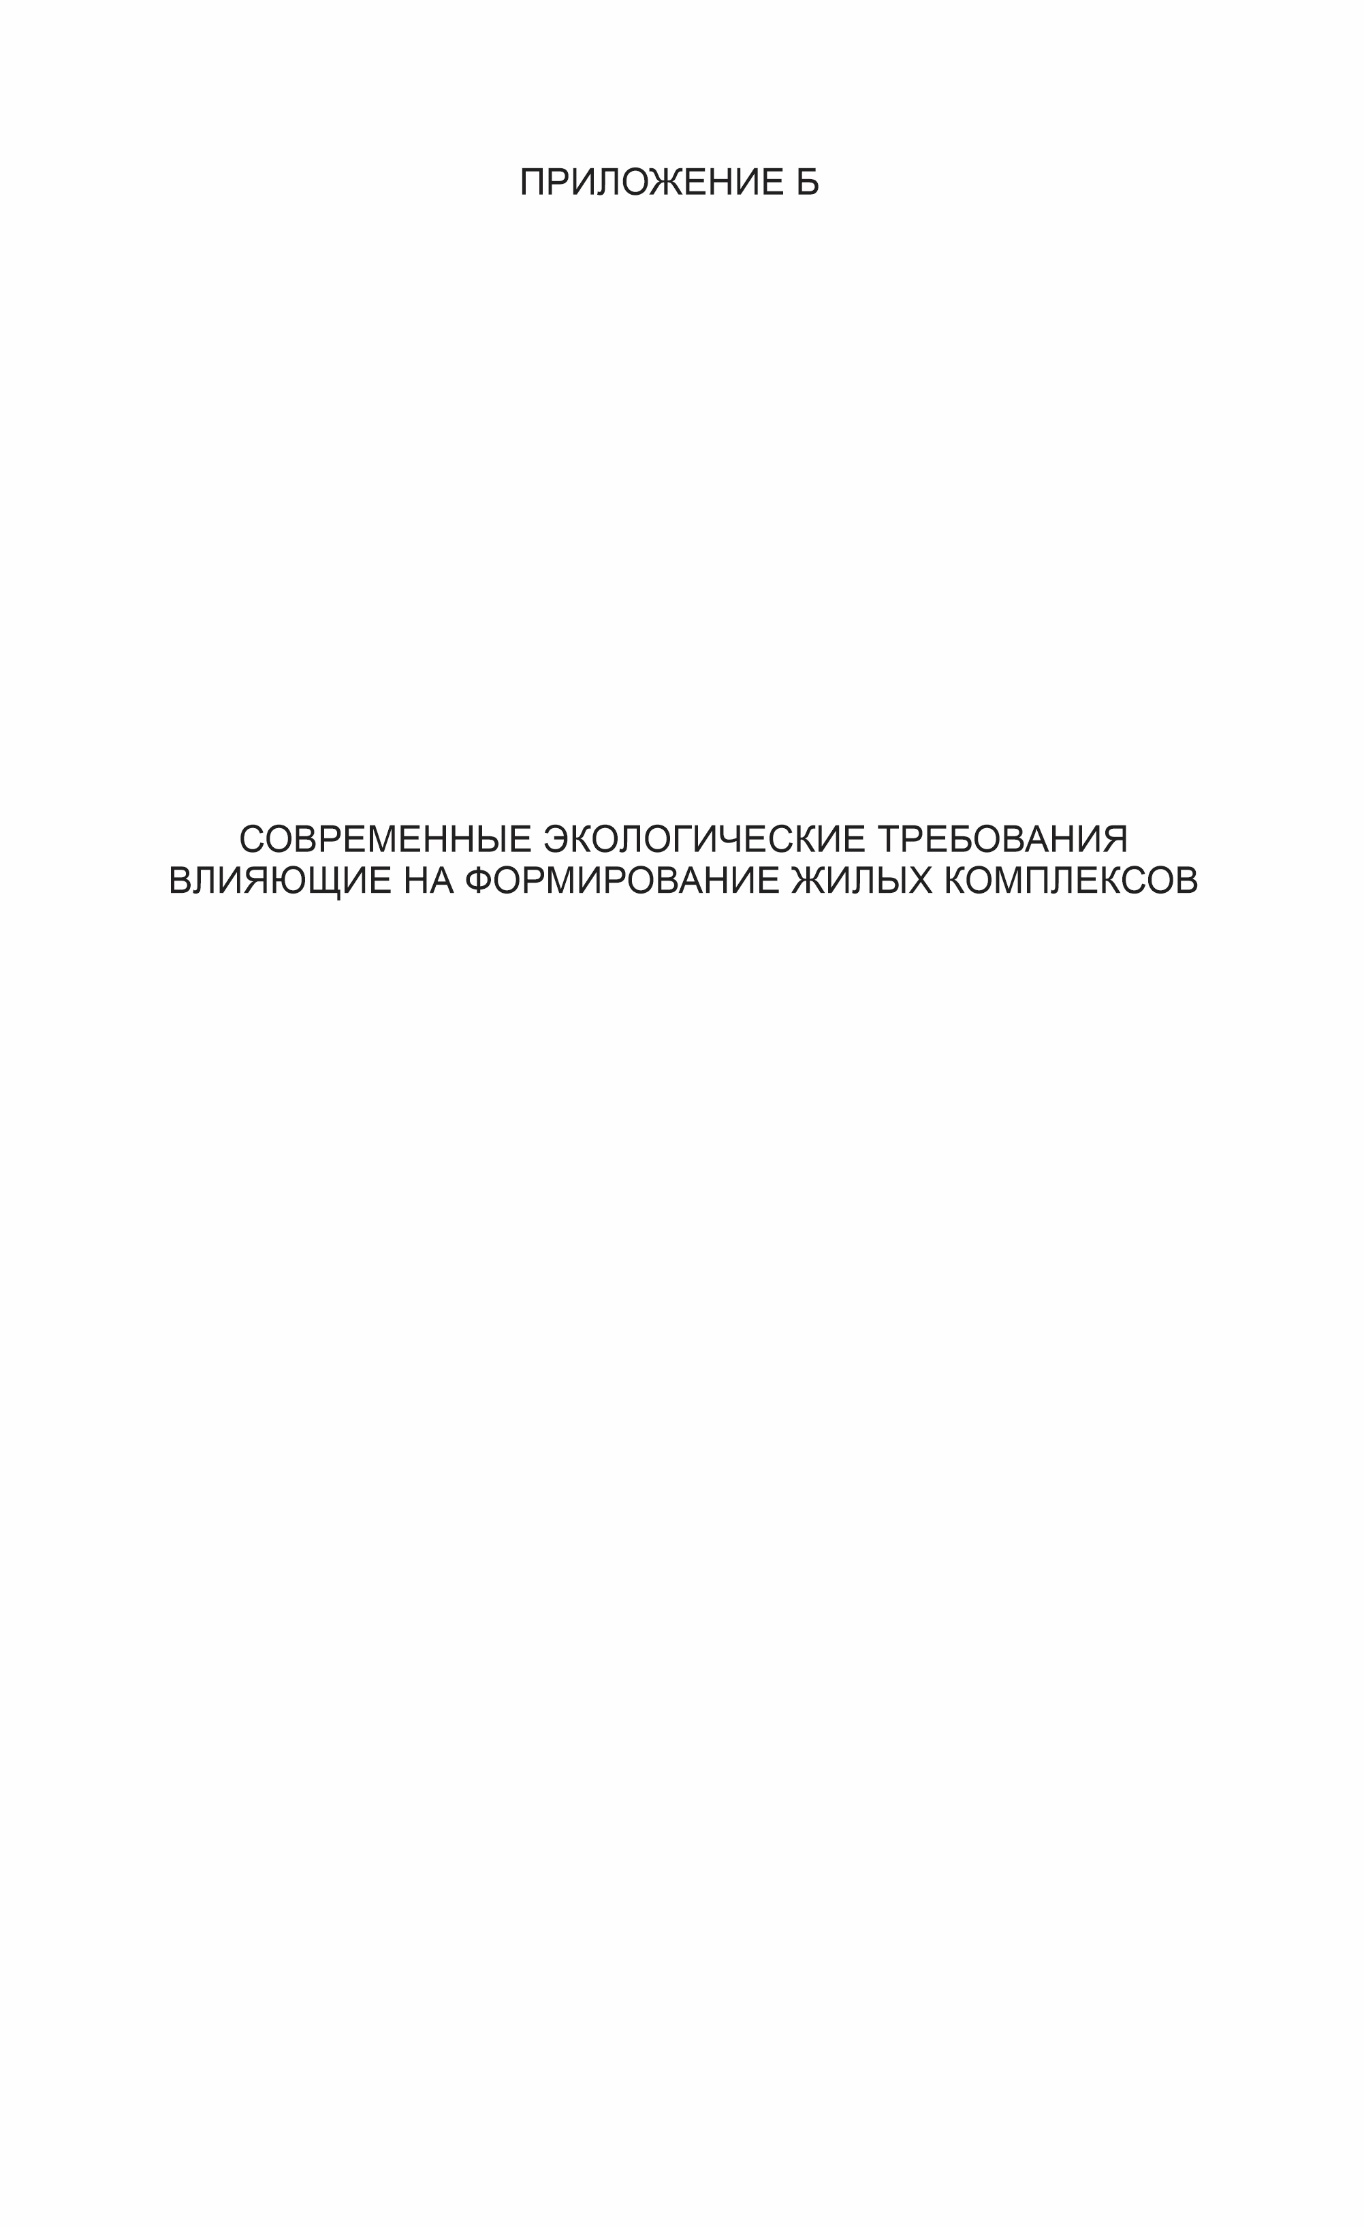 ПРИЛОЖЕНИЕ Б
СОВРЕМЕННЫЕ ЭКОЛОГИЧЕСКИЕ ТРЕБОВАНИЯ
ВЛИЯЮЩИЕ НА ФОРМИРОВАНИЕ ЖИЛЫХ КОМПЛЕКСОВ